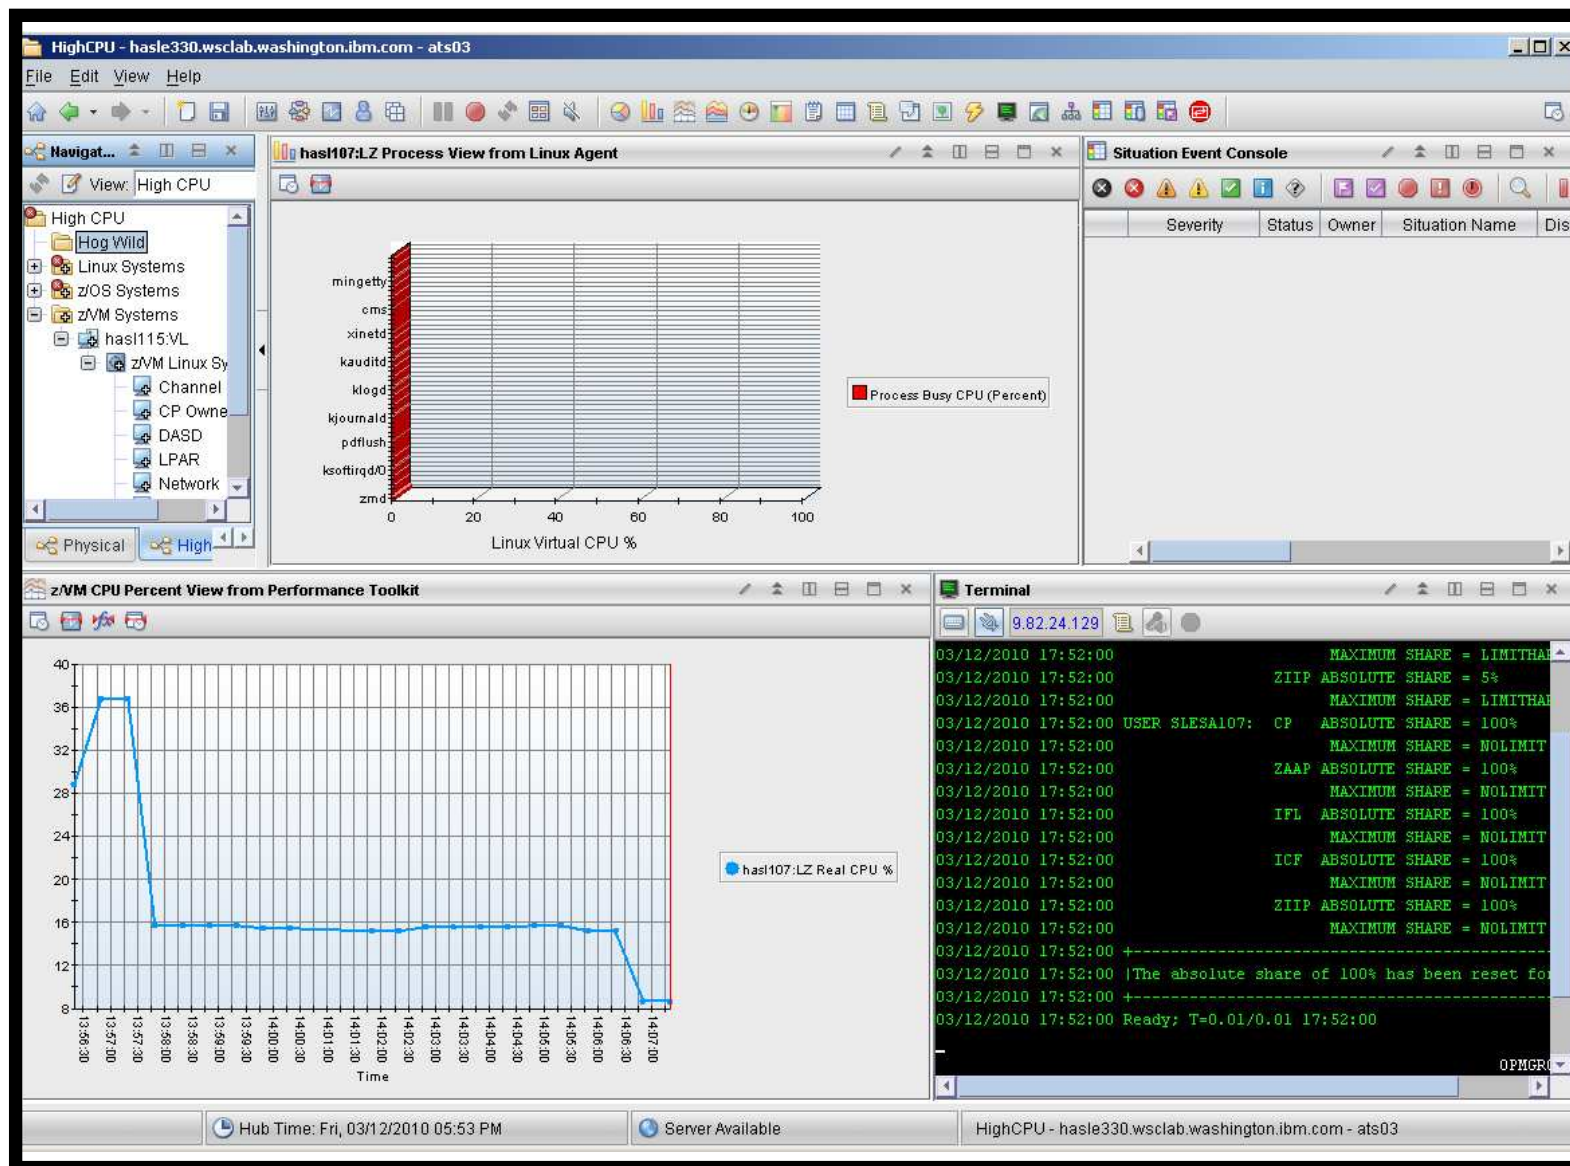 HighCPU - hasle330.wsclab.washington.ibm.com - ats03
File Edit View Help
Navigat...
View: High CPU
High CPU
Hog Wild
Linux Systems
z/OS Systems
z/VM Systems
hasl115:VL
z/VM Linux Sy
Channel
CP Owne
DASD
LPAR
Network
Physical
High
hasl107:LZ Process View from Linux Agent
mingetty
cms
xinetd
kauditd
klogd
kjournald
pdflush
ksoftirqd/0
zmd
0 20 40 60 80 100
Linux Virtual CPU %
Process Busy CPU (Percent)
Situation Event Console
Severity Status Owner Situation Name Dis
z/VM CPU Percent View from Performance Toolkit
40
36
32
28
24
20
16
12
8
13:56:30 13:57:00 13:57:30 13:58:00 13:58:30 13:59:00 13:59:30 14:00:00 14:00:30 14:01:00 14:01:30 14:02:00 14:02:30 14:03:00 14:03:30 14:04:00 14:04:30 14:05:00 14:05:30 14:06:00 14:06:30 14:07:00
Time
hasl107:LZ Real CPU %
Terminal
9.82.24.129
03/12/2010 17:52:00 MAXIMUM SHARE = LIMITHA
03/12/2010 17:52:00 ZIIP ABSOLUTE SHARE = 5%
03/12/2010 17:52:00 MAXIMUM SHARE = LIMITHA
03/12/2010 17:52:00 USER SLESA107: CP ABSOLUTE SHARE = 100%
03/12/2010 17:52:00 MAXIMUM SHARE = NOLIMIT
03/12/2010 17:52:00 ZAAP ABSOLUTE SHARE = 100%
03/12/2010 17:52:00 MAXIMUM SHARE = NOLIMIT
03/12/2010 17:52:00 IFL ABSOLUTE SHARE = 100%
03/12/2010 17:52:00 MAXIMUM SHARE = NOLIMIT
03/12/2010 17:52:00 ICF ABSOLUTE SHARE = 100%
03/12/2010 17:52:00 MAXIMUM SHARE = NOLIMIT
03/12/2010 17:52:00 ZIIP ABSOLUTE SHARE = 100%
03/12/2010 17:52:00 MAXIMUM SHARE = NOLIMIT
03/12/2010 17:52:00 +---------------------------------------------
03/12/2010 17:52:00 |The absolute share of 100% has been reset fo
03/12/2010 17:52:00 +---------------------------------------------
03/12/2010 17:52:00 Ready; T=0.01/0.01 17:52:00
OPMGR
Hub Time: Fri, 03/12/2010 05:53 PM
Server Available
HighCPU - hasle330.wsclab.washington.ibm.com - ats03